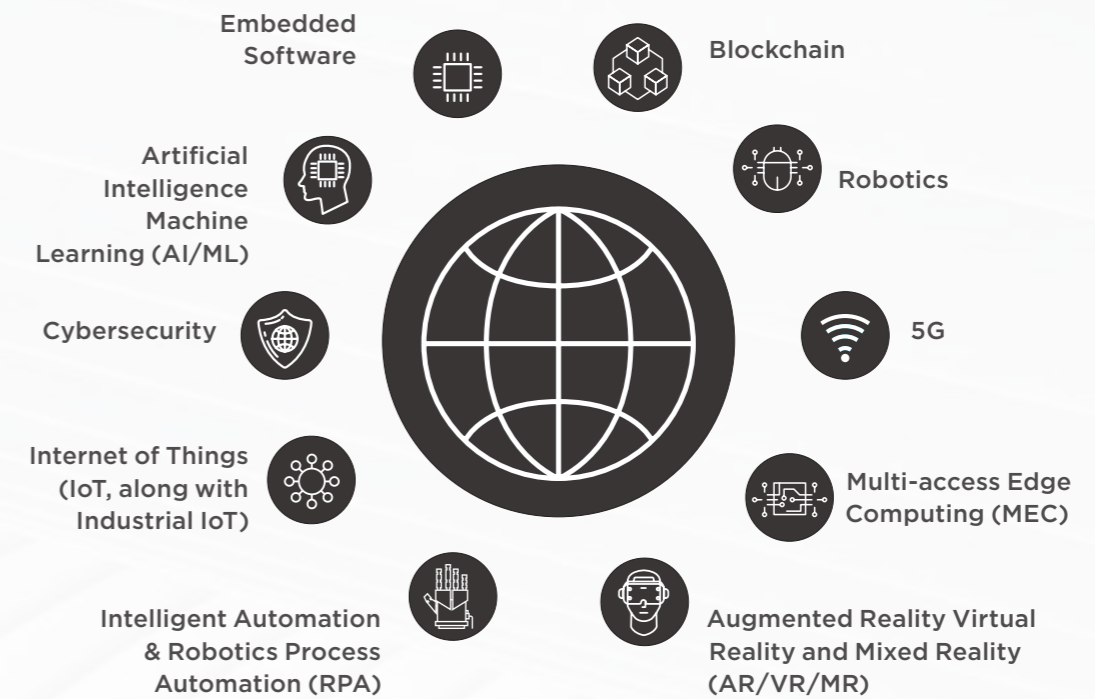 Embedded
Software
Blockchain
Artificial
Intelligence
Machine
Learning (AI/ML)
Robotics
Cybersecurity
5G
Internet of Things
(IoT, along with
Industrial IoT)
Multi-access Edge
Computing (MEC)
Intelligent Automation
& Robotics Process
Automation (RPA)
Augmented Reality Virtual
Reality and Mixed Reality
(AR/VR/MR)